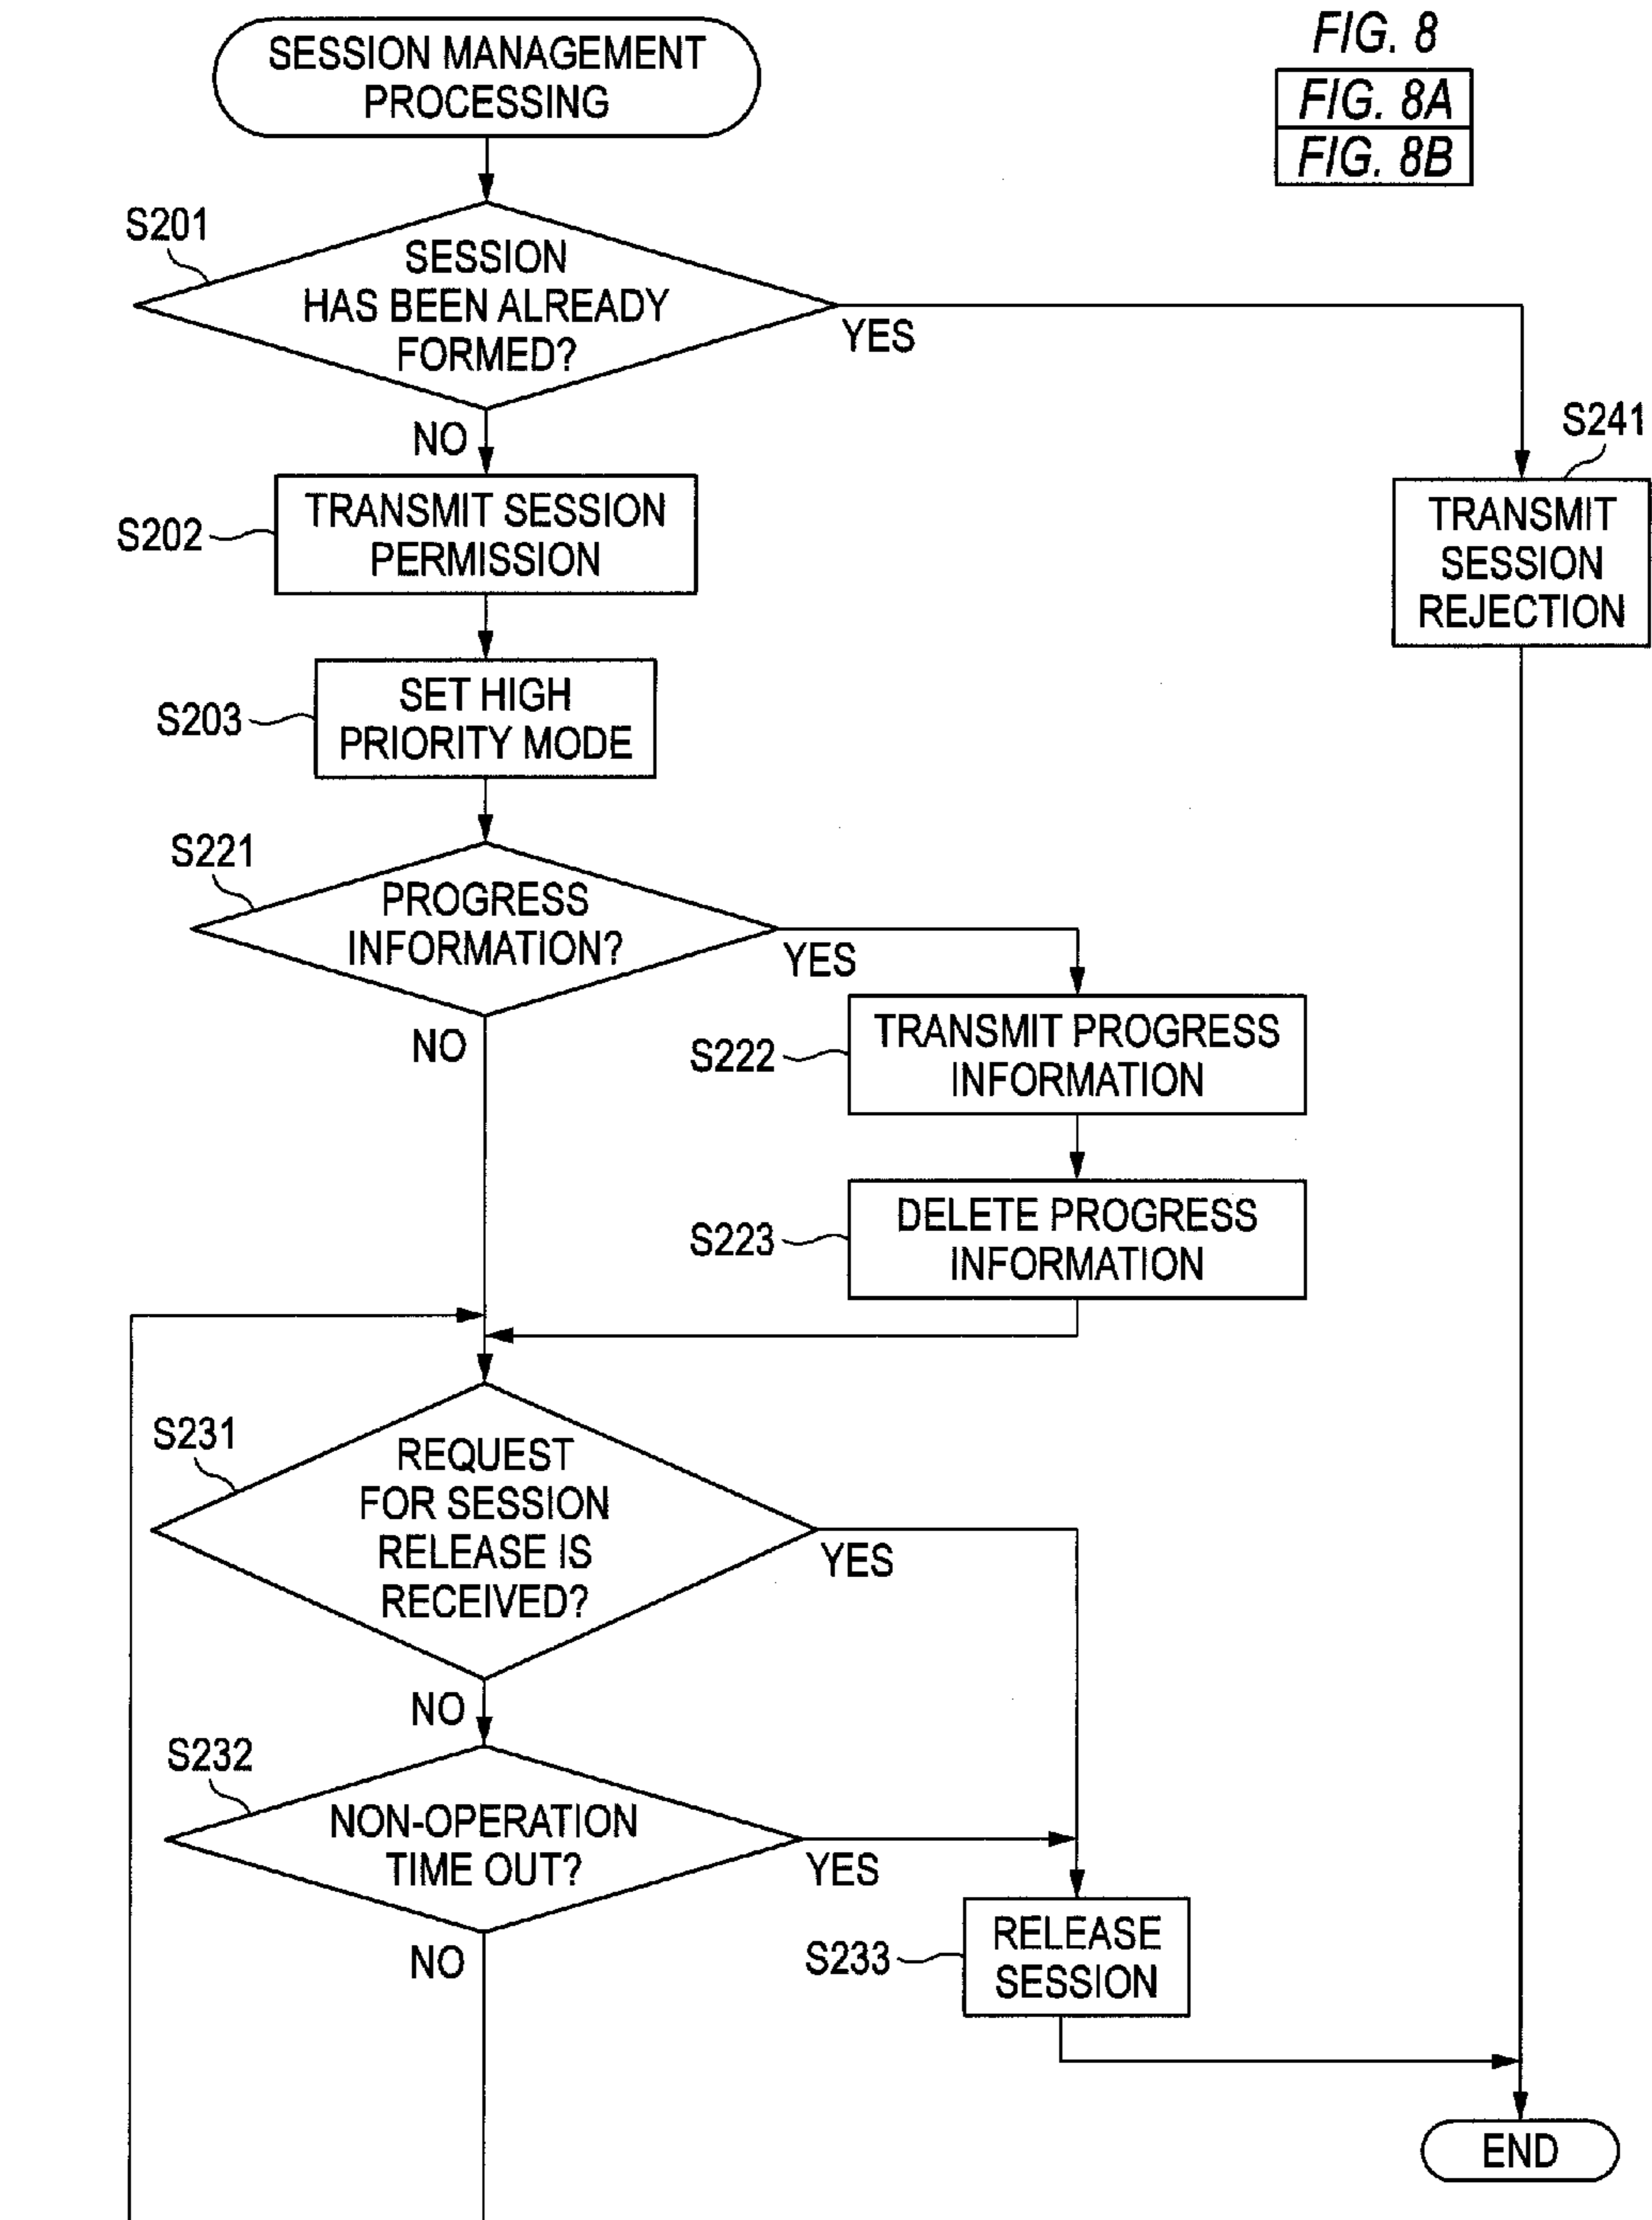 FIG. 8
FIG. 8A
FIG. 8B
SESSION MANAGEMENT
PROCESSING
S201
SESSION
HAS BEEN ALREADY
FORMED?
YES
NO
S241
TRANSMIT
SESSION
REJECTION
S202
TRANSMIT SESSION
PERMISSION
S203
SET HIGH
PRIORITY MODE
S221
PROGRESS
INFORMATION?
YES
NO
S222
TRANSMIT PROGRESS
INFORMATION
S223
DELETE PROGRESS
INFORMATION
S231
REQUEST
FOR SESSION
RELEASE IS
RECEIVED?
YES
NO
S232
NON-OPERATION
TIME OUT?
YES
NO
S233
RELEASE
SESSION
END